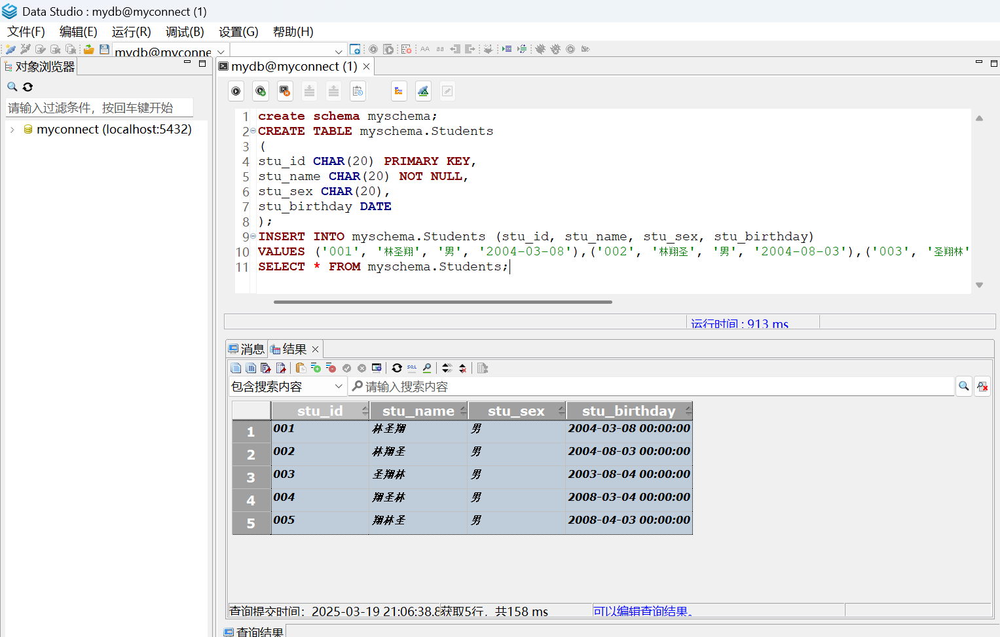 Data Studio : mydb@myconnect (1)
文件(F) 编辑(E) 运行(R) 调试(B) 设置(G) 帮助(H)
mydb@myconne
AA aa
对象浏览器
mydb@myconnect (1)
请输入过滤条件，按回车键开始
myconnect (localhost:5432)
1 create schema myschema;
2 CREATE TABLE myschema.Students
3 (
4 stu_id CHAR(20) PRIMARY KEY,
5 stu_name CHAR(20) NOT NULL,
6 stu_sex CHAR(20),
7 stu_birthday DATE
8 );
9 INSERT INTO myschema.Students (stu_id, stu_name, stu_sex, stu_birthday)
10 VALUES ('001', '林圣翔', '男', '2004-03-08'),('002', '林翔圣', '男', '2004-08-03'),('003', '圣翔林'
11 SELECT * FROM myschema.Students;
运行时间 : 913 ms
消息 结果
SQL
包含搜索内容 请输入搜索内容
stu_id stu_name stu_sex stu_birthday
1 001 林圣翔 男 2004-03-08 00:00:00
2 002 林翔圣 男 2004-08-03 00:00:00
3 003 圣翔林 男 2003-08-04 00:00:00
4 004 翔圣林 男 2008-03-04 00:00:00
5 005 翔林圣 男 2008-04-03 00:00:00
查询提交时间：2025-03-19 21:06:38.8 获取5行，共158 ms 可以编辑查询结果。
查询结果